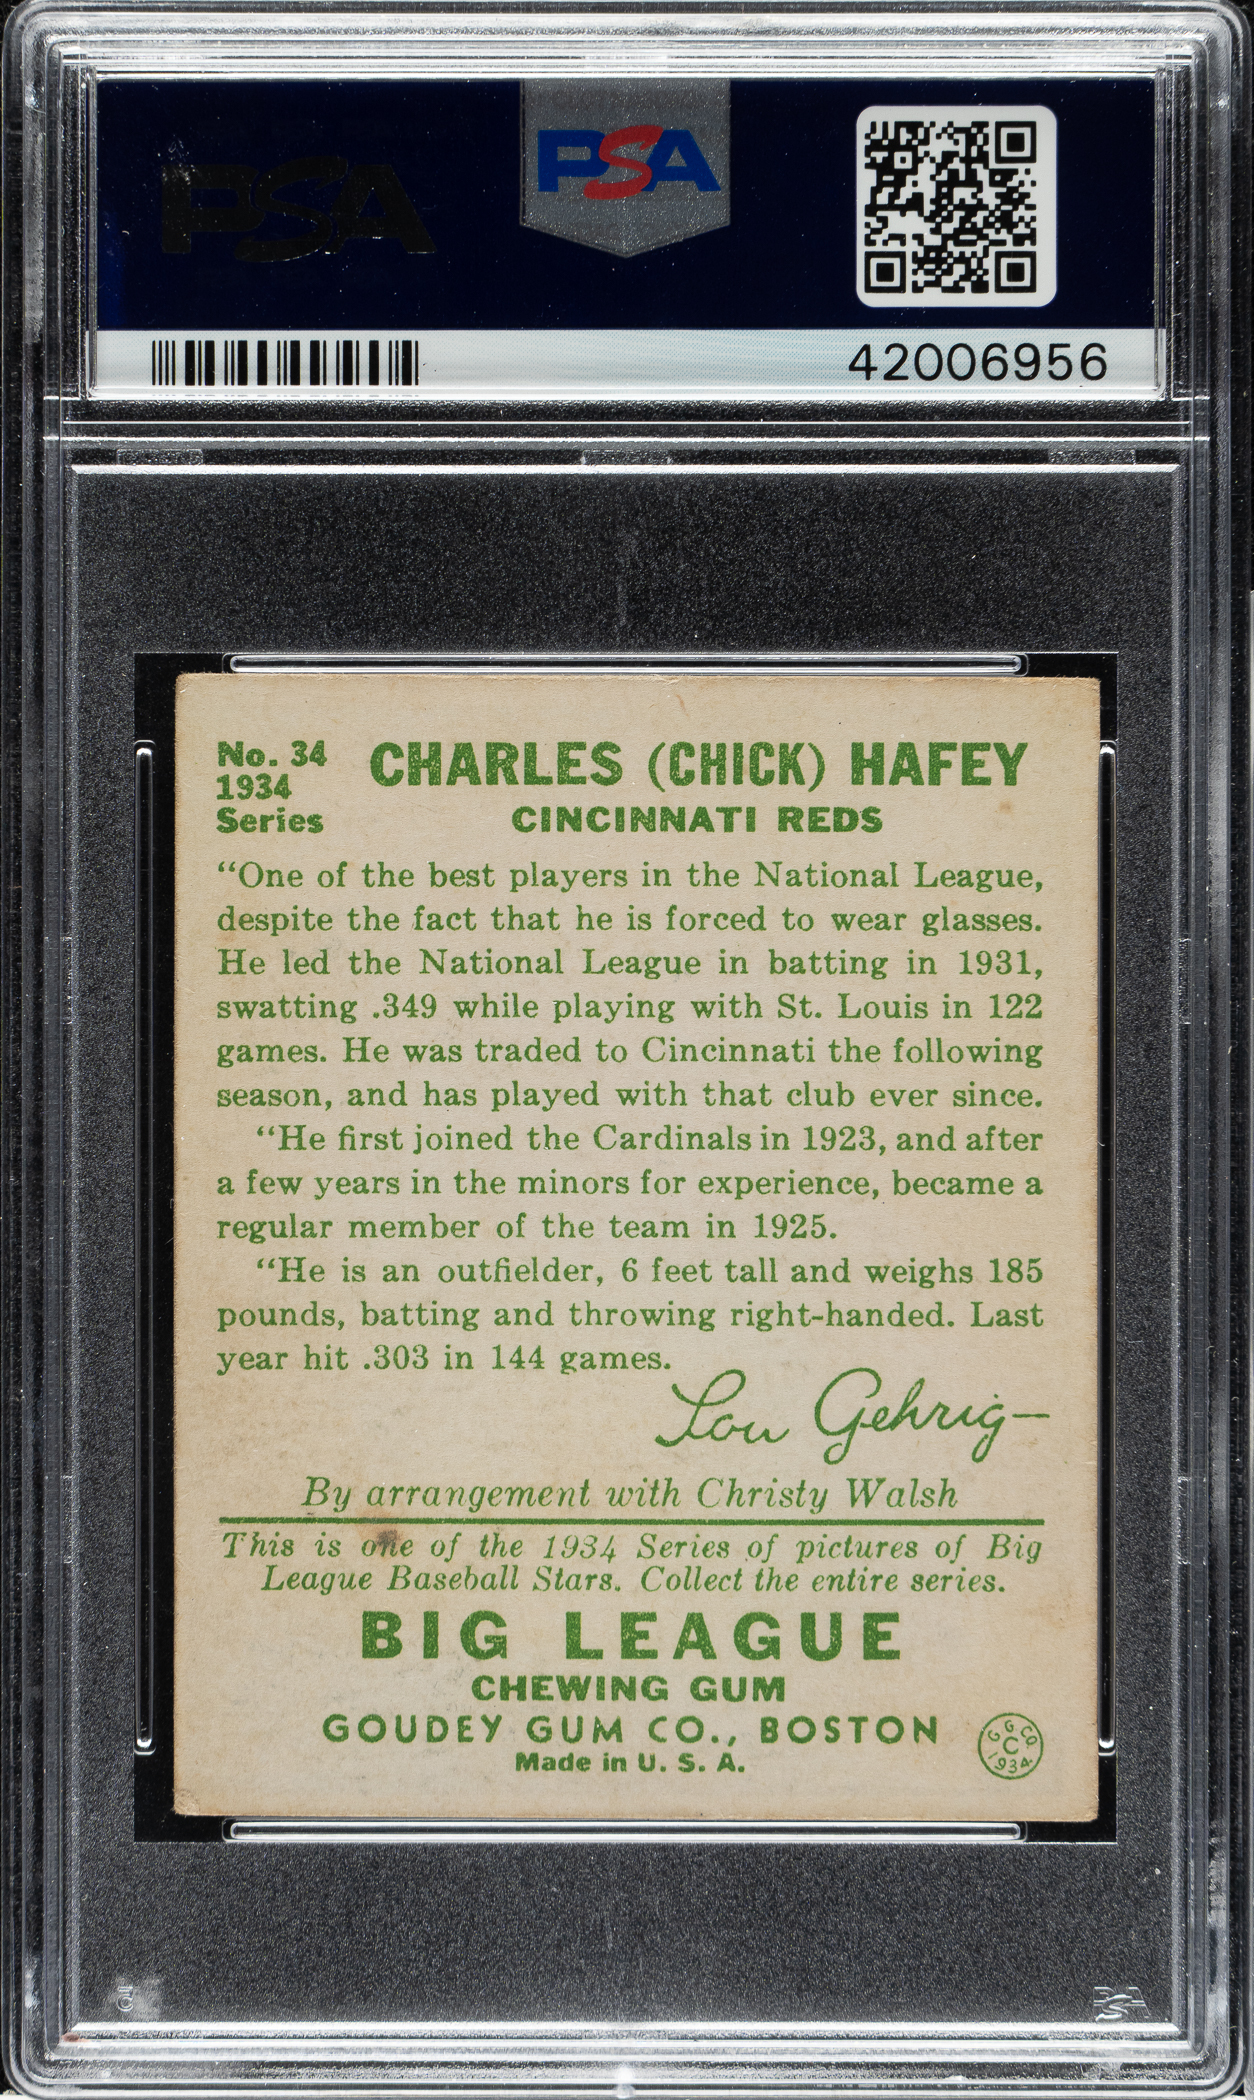 PSA
PSA
42006956
No. 34
1934
Series
CHARLES (CHICK) HAFEY
CINCINNATI REDS
“One of the best players in the National League,
despite the fact that he is forced to wear glasses.
He led the National League in batting in 1931,
swatting .349 while playing with St. Louis in 122
games. He was traded to Cincinnati the following
season, and has played with that club ever since.
“He first joined the Cardinals in 1923, and after
a few years in the minors for experience, became a
regular member of the team in 1925.
“He is an outfielder, 6 feet tall and weighs 185
pounds, batting and throwing right-handed. Last
year hit .303 in 144 games.
Lou Gehrig
By arrangement with Christy Walsh
This is one of the 1934 Series of pictures of Big
League Baseball Stars. Collect the entire series.
BIG LEAGUE
CHEWING GUM
GOUDEY GUM CO., BOSTON
Made in U. S. A.
G. G. CO.
C
1934
PSA